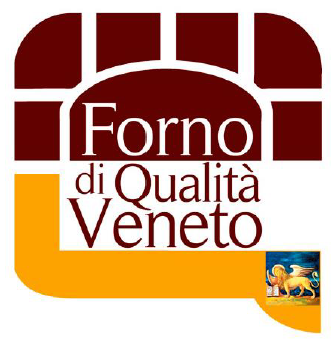 Forno
di Qualità
Veneto